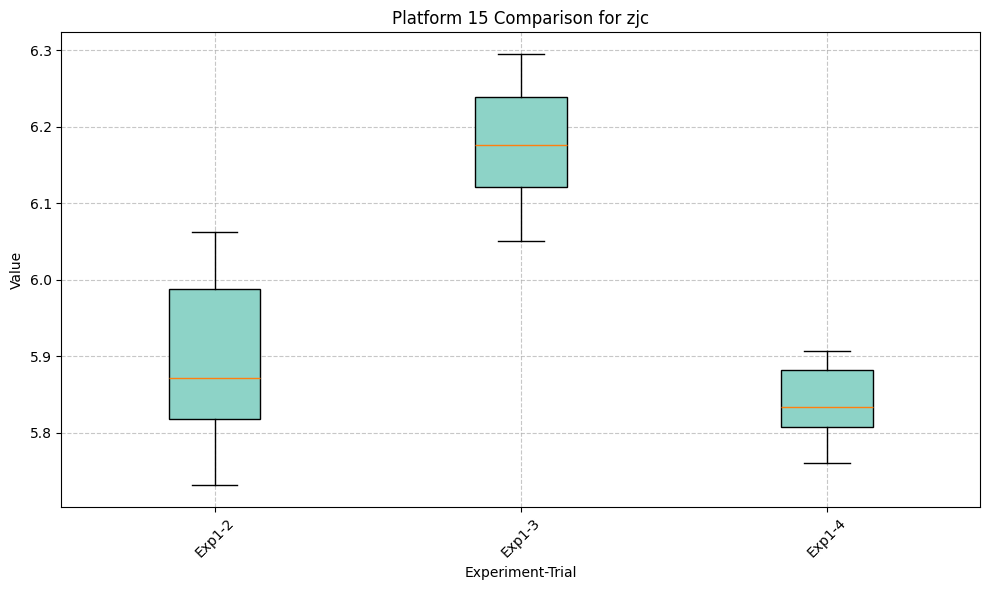 Platform 15 Comparison for zjc
6.3
6.2
6.1
6.0
5.9
5.8
Value
Exp1-2
Exp1-3
Exp1-4
Experiment-Trial